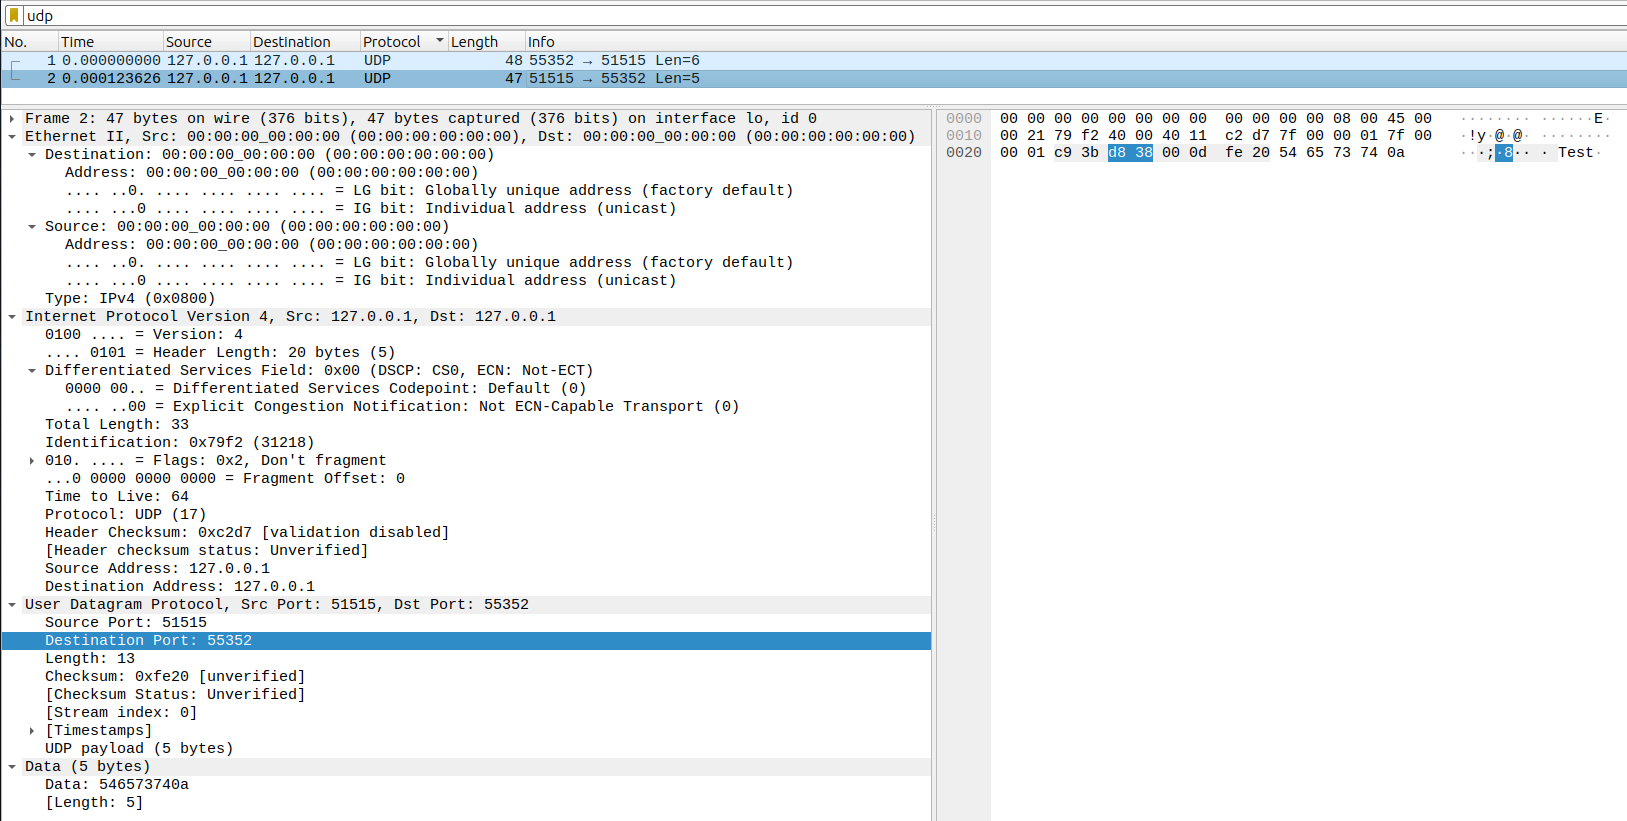 udp
No. Time Source Destination Protocol Length Info
1 0.000000000 127.0.0.1 127.0.0.1 UDP 48 55352 → 51515 Len=6
2 0.000123626 127.0.0.1 127.0.0.1 UDP 47 51515 → 55352 Len=5
Frame 2: 47 bytes on wire (376 bits), 47 bytes captured (376 bits) on interface lo, id 0
Ethernet II, Src: 00:00:00_00:00:00 (00:00:00:00:00:00), Dst: 00:00:00_00:00:00 (00:00:00:00:00:00)
Destination: 00:00:00_00:00:00 (00:00:00:00:00:00)
Address: 00:00:00_00:00:00 (00:00:00:00:00:00)
.... ..0. .... .... .... .... = LG bit: Globally unique address (factory default)
.... ...0 .... .... .... .... = IG bit: Individual address (unicast)
Source: 00:00:00_00:00:00 (00:00:00:00:00:00)
Address: 00:00:00_00:00:00 (00:00:00:00:00:00)
.... ..0. .... .... .... .... = LG bit: Globally unique address (factory default)
.... ...0 .... .... .... .... = IG bit: Individual address (unicast)
Type: IPv4 (0x0800)
Internet Protocol Version 4, Src: 127.0.0.1, Dst: 127.0.0.1
0100 .... = Version: 4
.... 0101 = Header Length: 20 bytes (5)
Differentiated Services Field: 0x00 (DSCP: CS0, ECN: Not-ECT)
0000 00.. = Differentiated Services Codepoint: Default (0)
.... ..00 = Explicit Congestion Notification: Not ECN-Capable Transport (0)
Total Length: 33
Identification: 0x79f2 (31218)
010. .... = Flags: 0x2, Don't fragment
...0 0000 0000 0000 = Fragment Offset: 0
Time to Live: 64
Protocol: UDP (17)
Header Checksum: 0xc2d7 [validation disabled]
[Header checksum status: Unverified]
Source Address: 127.0.0.1
Destination Address: 127.0.0.1
User Datagram Protocol, Src Port: 51515, Dst Port: 55352
Source Port: 51515
Destination Port: 55352
Length: 13
Checksum: 0xfe20 [unverified]
[Checksum Status: Unverified]
[Stream index: 0]
[Timestamps]
UDP payload (5 bytes)
Data (5 bytes)
Data: 546573740a
[Length: 5]
0000 00 00 00 00 00 00 00 00 00 00 00 00 08 00 45 00 ········ ······E·
0010 00 21 79 f2 40 00 40 11 c2 d7 7f 00 00 01 7f 00 ·!y·@·@· ········
0020 00 01 c9 3b d8 38 00 0d fe 20 54 65 73 74 0a ···;·8·· · Test·